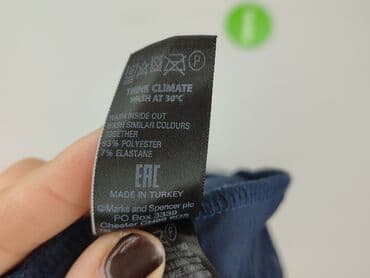 THINK CLIMATE
WASH AT 30°C
WASH INSIDE OUT
WASH SIMILAR COLOURS
TOGETHER
93% POLYESTER
7% ELASTANE
EAC
MADE IN TURKEY
©Marks and Spencer plc
PO Box 3339
Chester